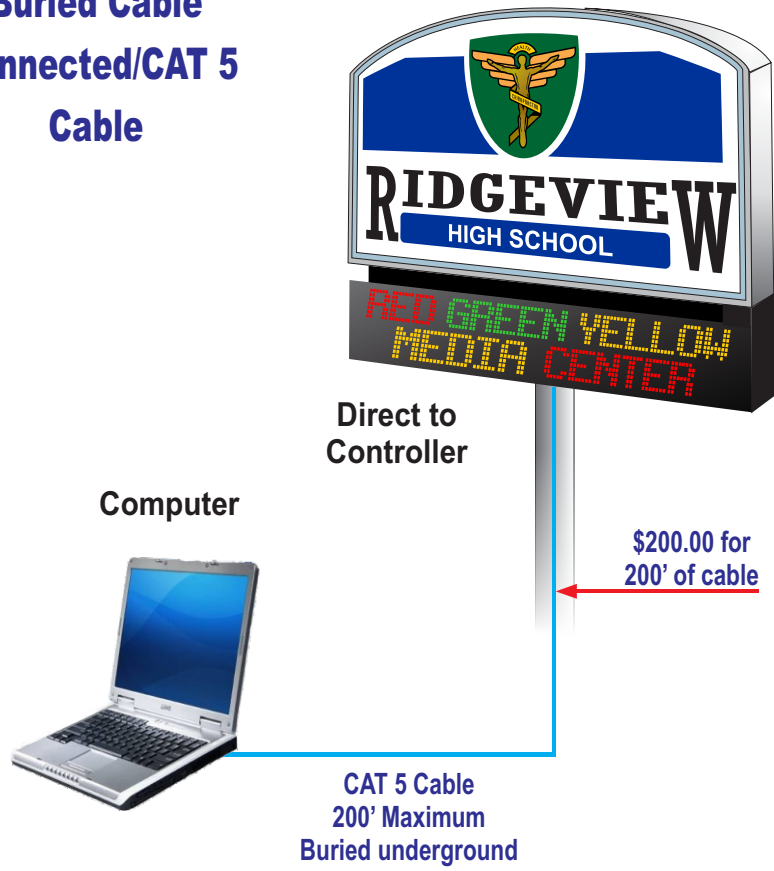 Buried Cable
nnected/CAT 5
Cable
HEALTH
RIDGEVIEW
HIGH SCHOOL
RED GREEN YELLOW
MEDIA CENTER
Direct to
Controller
Computer
$200.00 for
200’ of cable
CAT 5 Cable
200’ Maximum
Buried underground